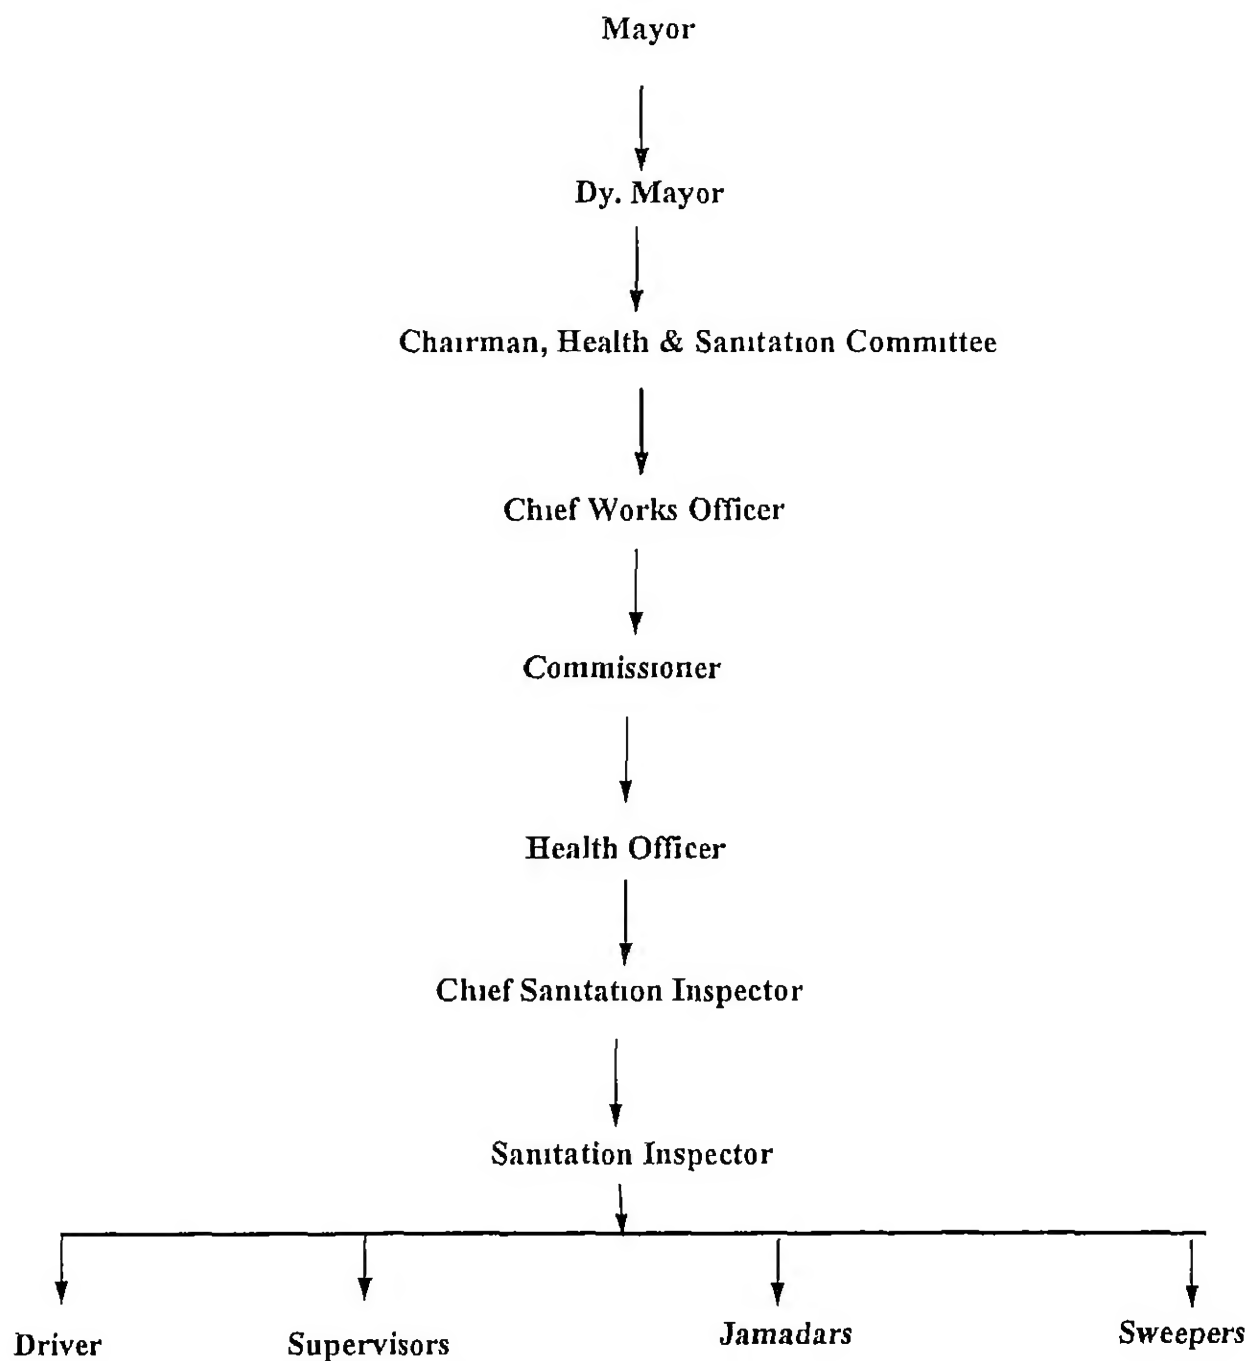 Mayor
Dy. Mayor
Chairman, Health & Sanitation Committee
Chief Works Officer
Commissioner
Health Officer
Chief Sanitation Inspector
Sanitation Inspector
Driver Supervisors Jamadars Sweepers